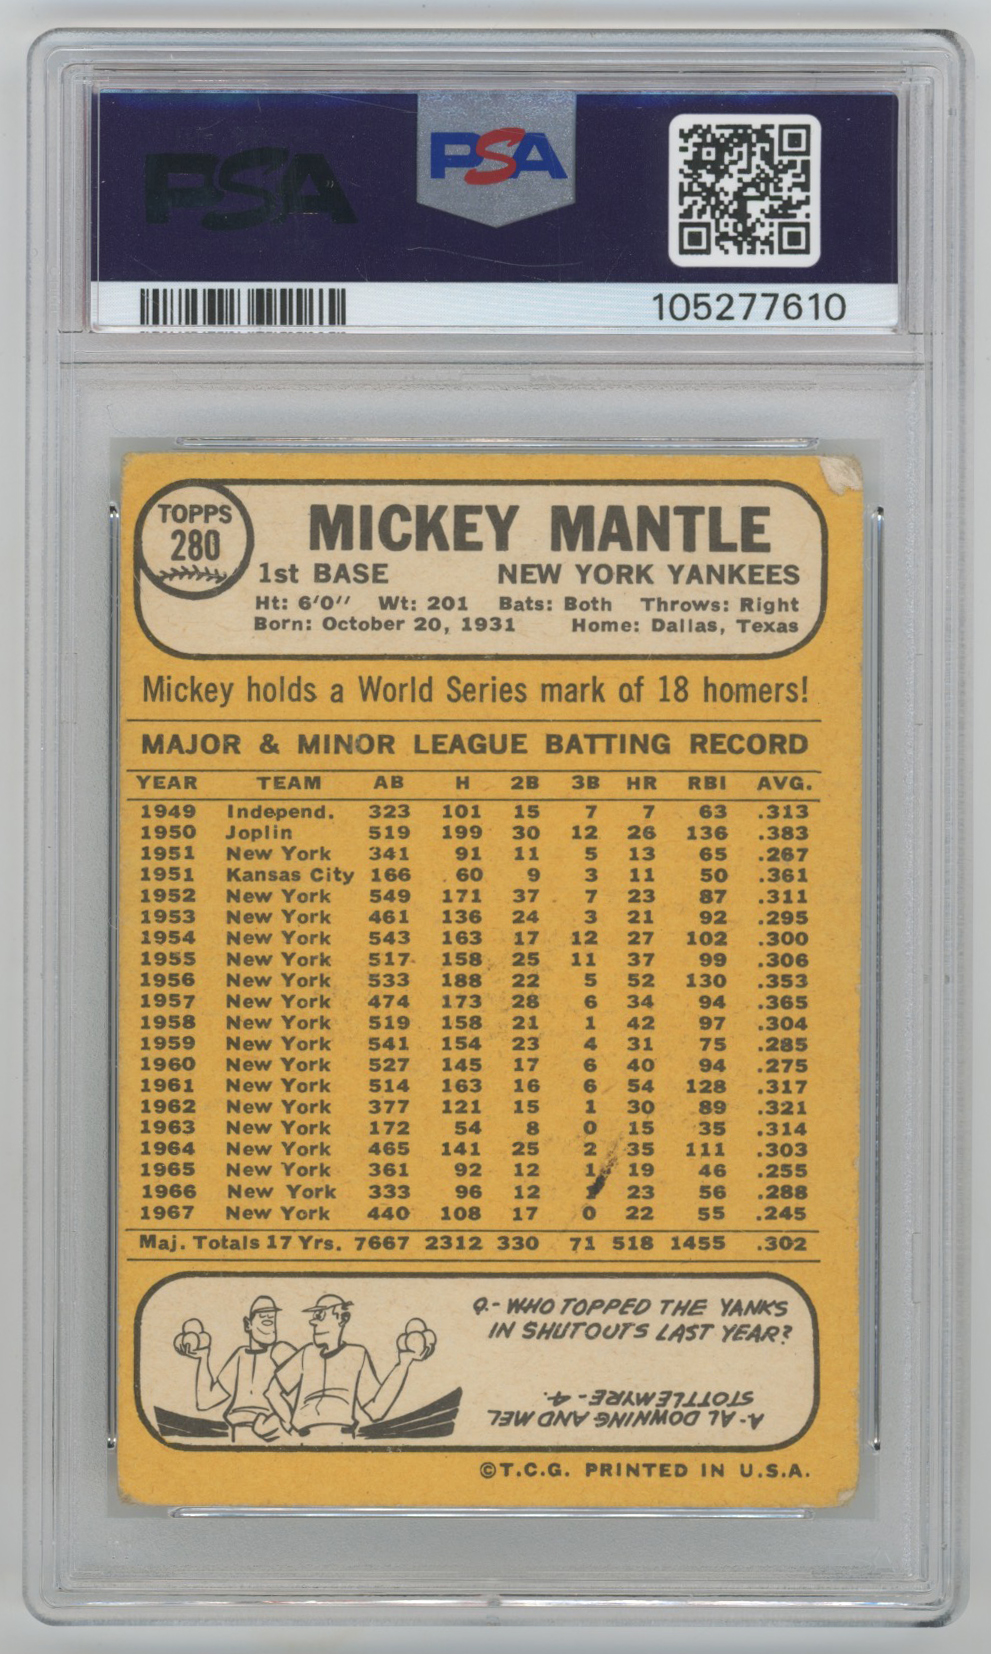 PSA
PSA
105277610
TOPPS
280
MICKEY MANTLE
1st BASE NEW YORK YANKEES
Ht: 6'0" Wt: 201 Bats: Both Throws: Right
Born: October 20, 1931 Home: Dallas, Texas
Mickey holds a World Series mark of 18 homers!
MAJOR & MINOR LEAGUE BATTING RECORD
YEAR TEAM AB H 2B 3B HR RBI AVG.
1949 Independ. 323 101 15 7 7 63 .313
1950 Joplin 519 199 30 12 26 136 .383
1951 New York 341 91 11 5 13 65 .267
1951 Kansas City 166 60 9 3 11 50 .361
1952 New York 549 171 37 7 23 87 .311
1953 New York 461 136 24 3 21 92 .295
1954 New York 543 163 17 12 27 102 .300
1955 New York 517 158 25 11 37 99 .306
1956 New York 533 188 22 5 52 130 .353
1957 New York 474 173 28 6 34 94 .365
1958 New York 519 158 21 1 42 97 .304
1959 New York 541 154 23 4 31 75 .285
1960 New York 527 145 17 6 40 94 .275
1961 New York 514 163 16 6 54 128 .317
1962 New York 377 121 15 1 30 89 .321
1963 New York 172 54 8 0 15 35 .314
1964 New York 465 141 25 2 35 111 .303
1965 New York 361 92 12 1 19 46 .255
1966 New York 333 96 12 23 56 .288
1967 New York 440 108 17 0 22 55 .245
Maj. Totals 17 Yrs. 7667 2312 330 71 518 1455 .302
Q.- WHO TOPPED THE YANKS
IN SHUTOUTS LAST YEAR?
A- AL DOWNING AND MEL
STOTTLEMYRE - 4.
©T.C.G. PRINTED IN U.S.A.